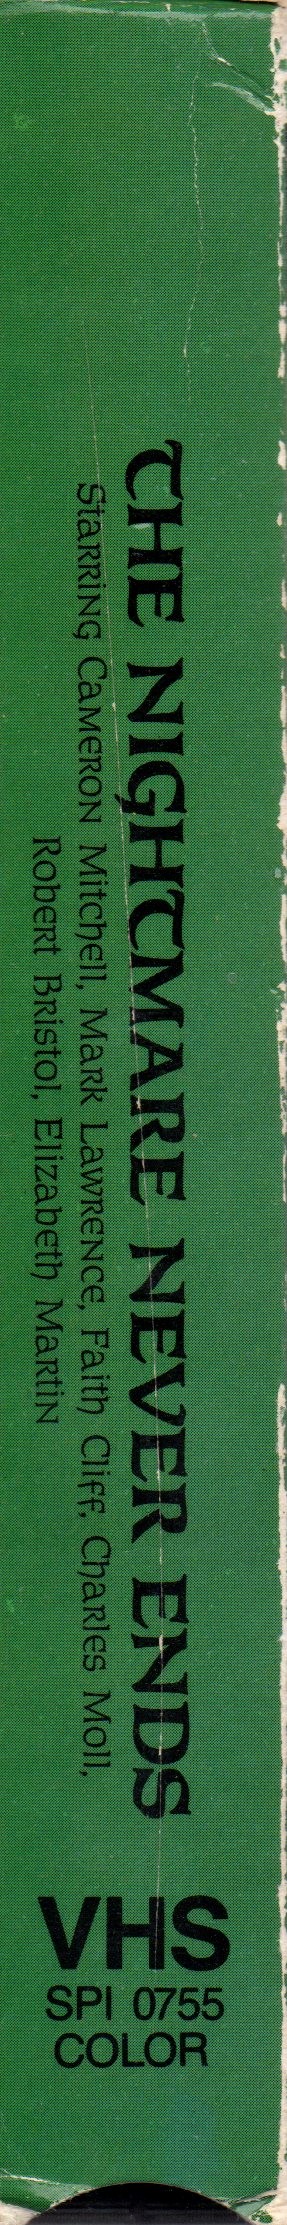 THE NIGHTMARE NEVER ENDS
Starring Cameron Mitchell, Mark Lawrence, Faith Cliff, Charles Moll,
Robert Bristol, Elizabeth Martin
VHS
SPI 0755
COLOR